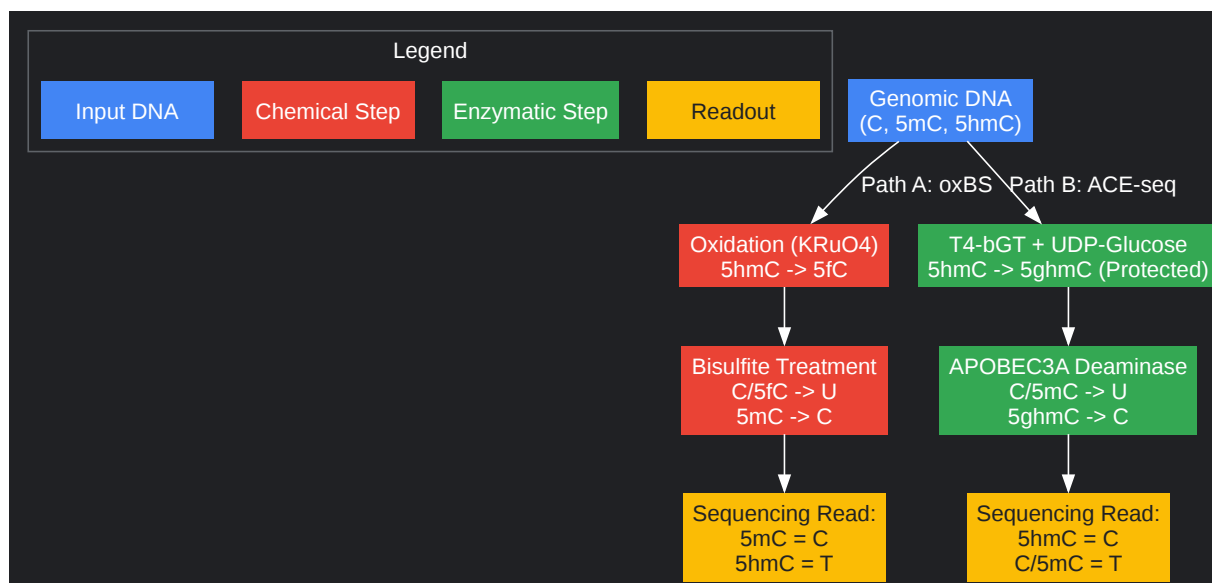 Legend
Input DNA
Chemical Step
Enzymatic Step
Readout
Genomic DNA
(C, 5mC, 5hmC)
Path A: oxBS
Path B: ACE-seq
Oxidation (KRuO4)
5hmC -> 5fC
T4-bGT + UDP-Glucose
5hmC -> 5ghmC (Protected)
Bisulfite Treatment
C/5fC -> U
5mC -> C
APOBEC3A Deaminase
C/5mC -> U
5ghmC -> C
Sequencing Read:
5mC = C
5hmC = T
Sequencing Read:
5hmC = C
C/5mC = T